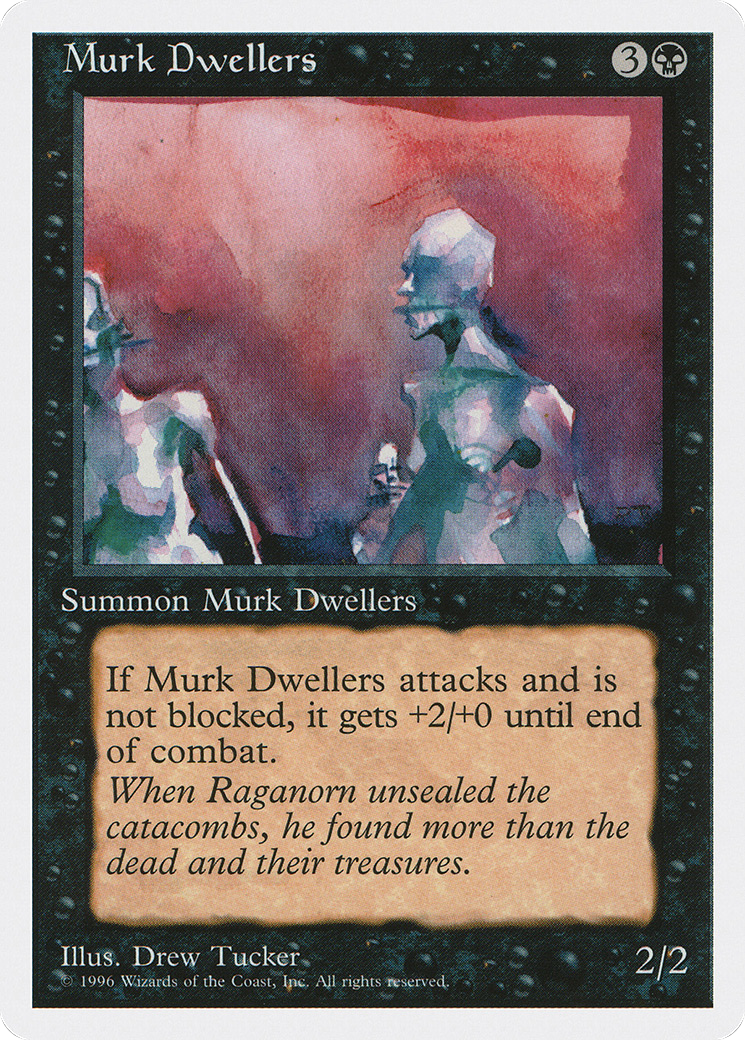 Murk Dwellers 3
Summon Murk Dwellers
If Murk Dwellers attacks and is
not blocked, it gets +2/+0 until end
of combat.
When Raganorn unsealed the
catacombs, he found more than the
dead and their treasures.
Illus. Drew Tucker
2/2
© 1996 Wizards of the Coast, Inc. All rights reserved.